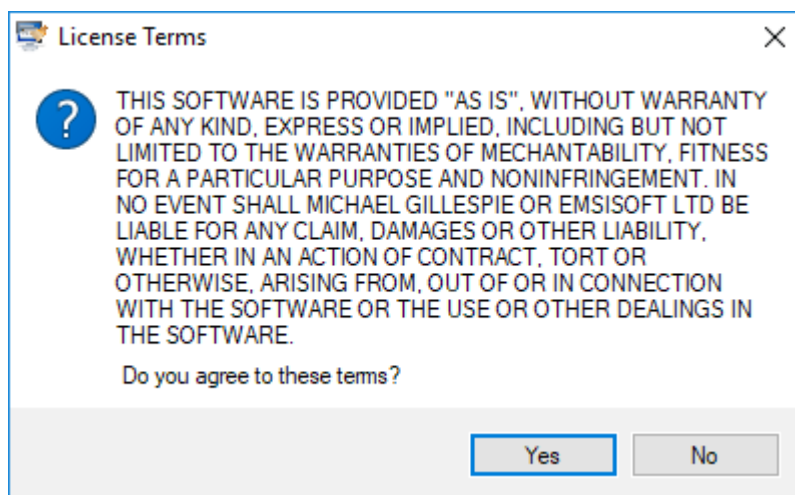 License Terms
THIS SOFTWARE IS PROVIDED "AS IS", WITHOUT WARRANTY
OF ANY KIND, EXPRESS OR IMPLIED, INCLUDING BUT NOT
LIMITED TO THE WARRANTIES OF MECHANTABILITY, FITNESS
FOR A PARTICULAR PURPOSE AND NONINFRINGEMENT. IN
NO EVENT SHALL MICHAEL GILLESPIE OR EMSISOFT LTD BE
LIABLE FOR ANY CLAIM, DAMAGES OR OTHER LIABILITY,
WHETHER IN AN ACTION OF CONTRACT, TORT OR
OTHERWISE, ARISING FROM, OUT OF OR IN CONNECTION
WITH THE SOFTWARE OR THE USE OR OTHER DEALINGS IN
THE SOFTWARE.
Do you agree to these terms?
Yes No